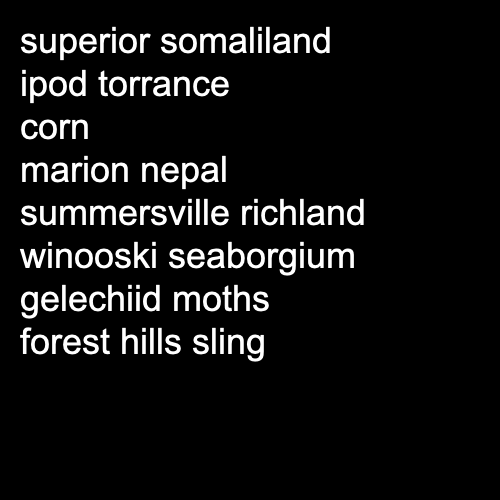 superior somaliland
ipod torrance
corn
marion nepal
summersville richland
winooski seaborgium
gelechiid moths
forest hills sling